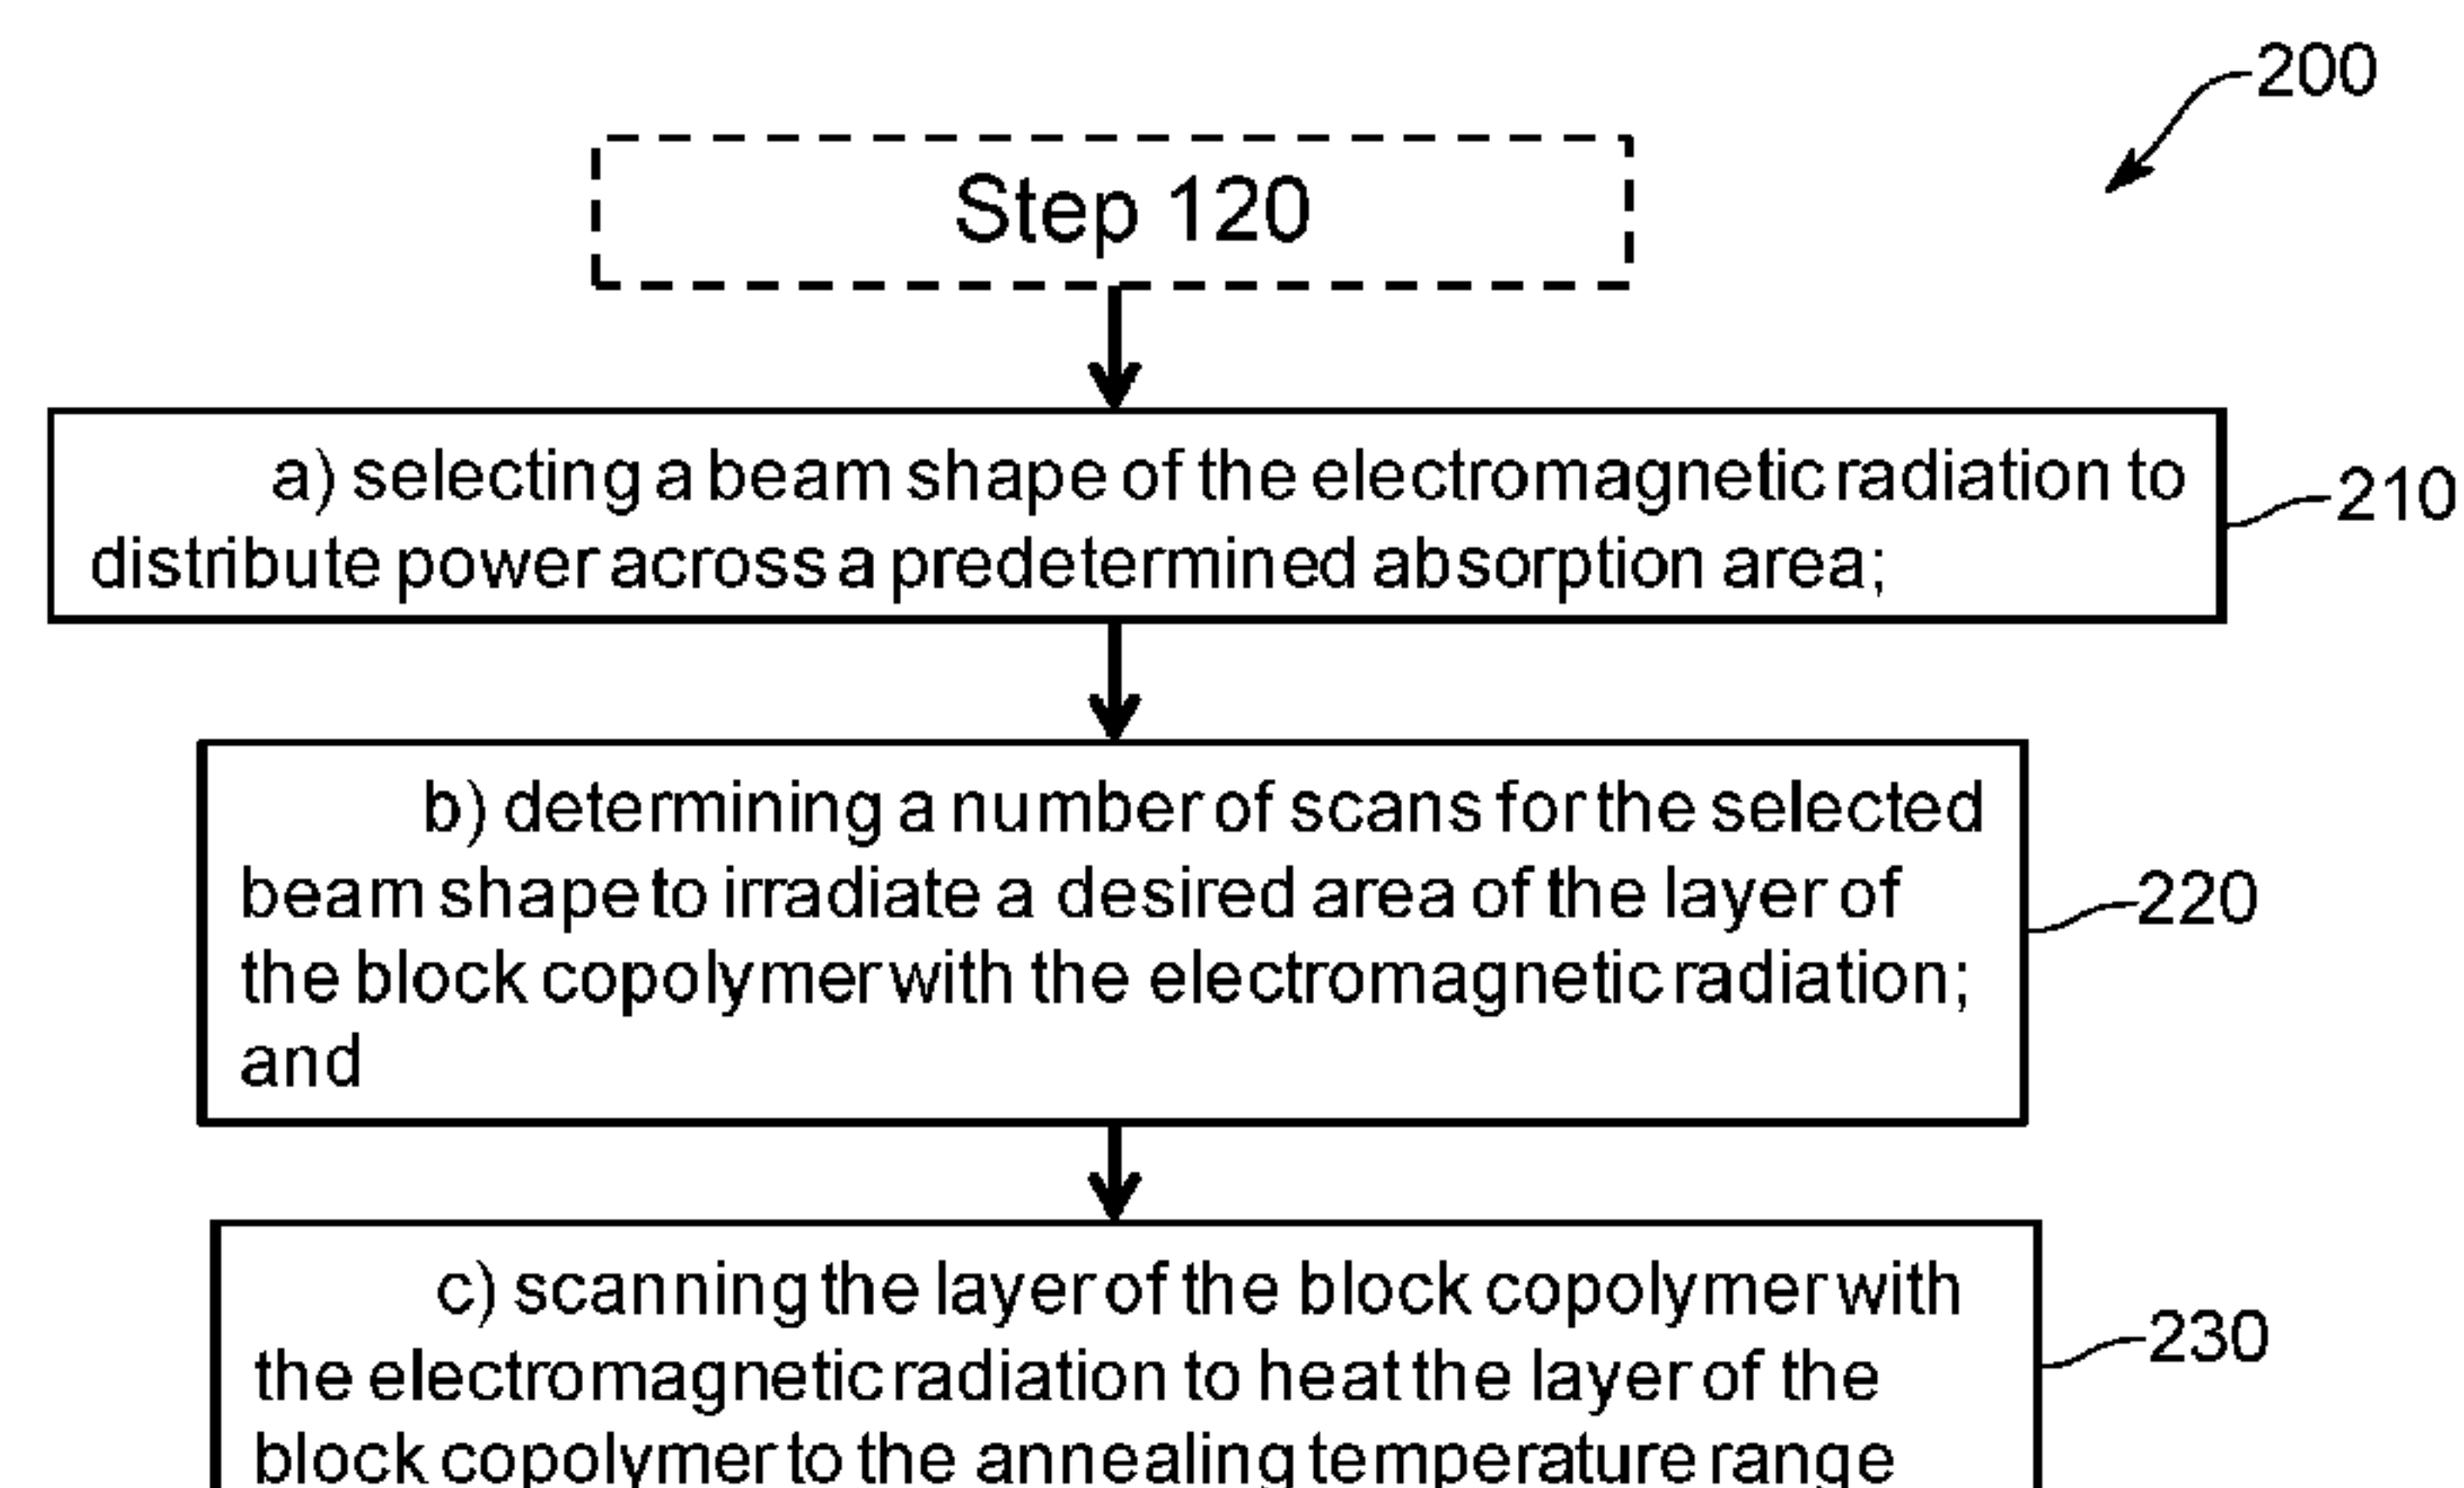 200
Step 120
a) selecting a beam shape of the electromagnetic radiation to
distribute power across a predetermined absorption area;
210
b) determining a number of scans for the selected
beam shape to irradiate a desired area of the layer of
the block copolymer with the electromagnetic radiation;
and
220
c) scanning the layer of the block copolymer with
the electromagnetic radiation to heat the layer of the
block copolymer to the annealing temperature range
230